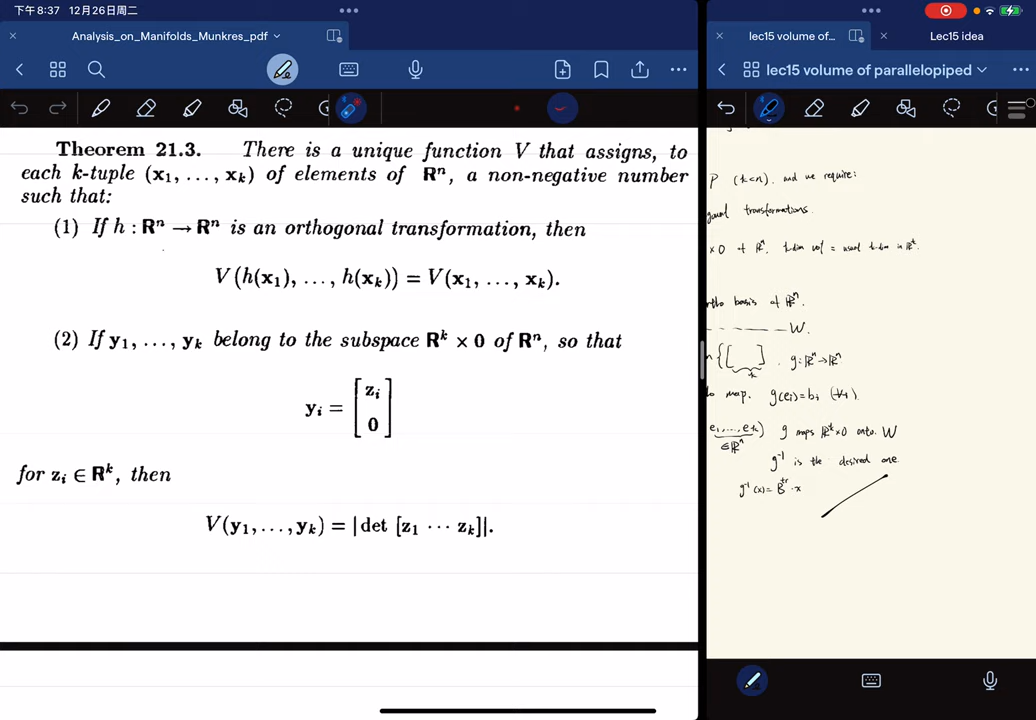 下午8:37 12月26日周二
Analysis_on_Manifolds_Munkres_pdf
Theorem 21.3. There is a unique function V that assigns, to
each k-tuple (x₁, …, xₖ) of elements of Rⁿ, a non-negative number
such that:
(1) If h : Rⁿ → Rⁿ is an orthogonal transformation, then
V(h(x₁), …, h(xₖ)) = V(x₁, …, xₖ).
(2) If y₁, …, yₖ belong to the subspace Rᵏ × 0 of Rⁿ, so that
yᵢ = [zᵢ
0]
for zᵢ ∈ Rᵏ, then
V(y₁, …, yₖ) = |det [z₁ ⋯ zₖ]|.
lec15 volume of...
Lec15 idea
lec15 volume of parallelopiped
P (k<n), and we require:
transformations.
×0 of ℝⁿ, k-dim vol = usual k-dim in ℝᵏ
basis of ℝⁿ.
W.
k
g: ℝⁿ→ℝⁿ
map. g(eᵢ)=bᵢ (∀i)
e₁,…,eₖ) g maps ℝᵏ×0 onto W
∈ℝⁿ
g⁻¹ is the desired one
g⁻¹(x)= Bᵗʳ·x